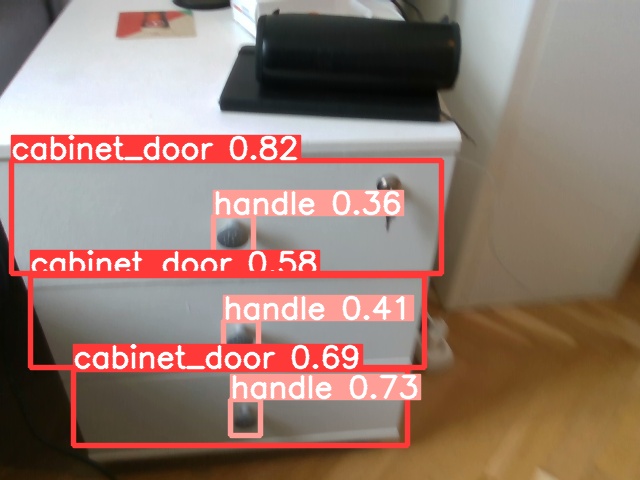 cabinet_door 0.82
handle 0.36
cabinet_door 0.58
handle 0.41
cabinet_door 0.69
handle 0.73